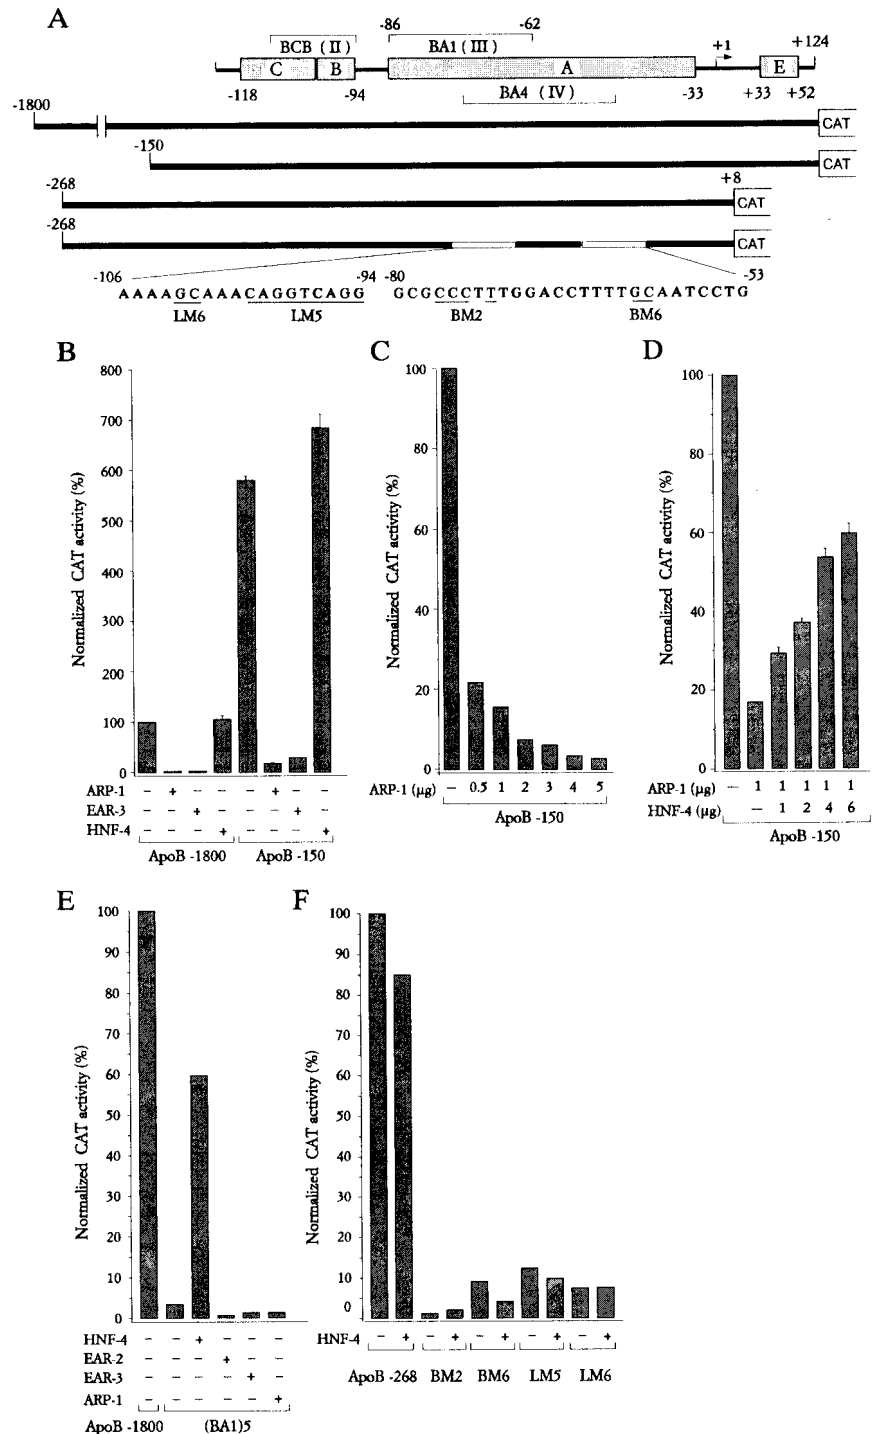 A
-86 -62
BCB (II) BA1 (III) +1 +124
C B A E
-118 -94 BA4 (IV) -33 +33 +52
-1800
CAT
-150
CAT
-268 +8
CAT
-268
CAT
-106 -94 -80 -53
AAAAGCAAACAGGTCAGG GCGCCCTTTGGACCTTTTGCAATCCTG
LM6 LM5 BM2 BM6
B
Normalized CAT activity (%)
800
700
600
500
400
300
200
100
0
ARP-1 – + – – – + – –
EAR-3 – – + – – – + –
HNF-4 – – – + – – – +
ApoB -1800 ApoB -150
C
Normalized CAT activity (%)
100
80
60
40
20
0
ARP-1 (μg) – 0.5 1 2 3 4 5
ApoB -150
D
Normalized CAT activity (%)
100
80
60
40
20
0
ARP-1 (μg) – 1 1 1 1 1
HNF-4 (μg) – – 1 2 4 6
ApoB -150
E
Normalized CAT activity (%)
100
90
80
70
60
50
40
30
20
10
0
HNF-4 – – + – – –
EAR-2 – – – + – –
EAR-3 – – – – + –
ARP-1 – – – – – +
ApoB -1800 (BA1)5
F
Normalized CAT activity (%)
100
90
80
70
60
50
40
30
20
10
0
HNF-4 – + – + – + – + – +
ApoB -268 BM2 BM6 LM5 LM6